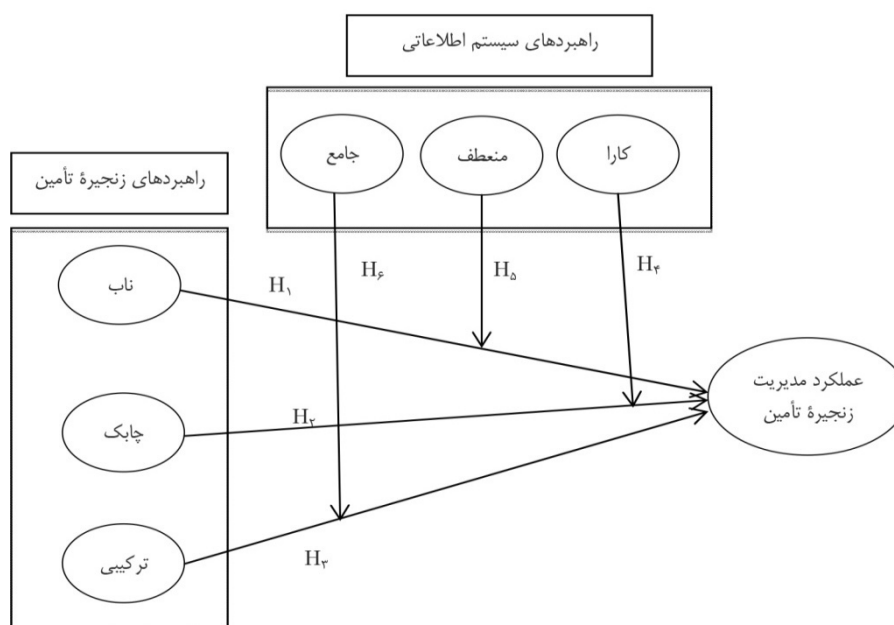 راهبردهای سیستم اطلاعاتی
جامع
منعطف
کارا
راهبردهای زنجیرهٔ تأمین
H۶
H۵
H۴
ناب
H۱
عملکرد مدیریت
زنجیرهٔ تأمین
چابک
H۲
ترکیبی
H۳